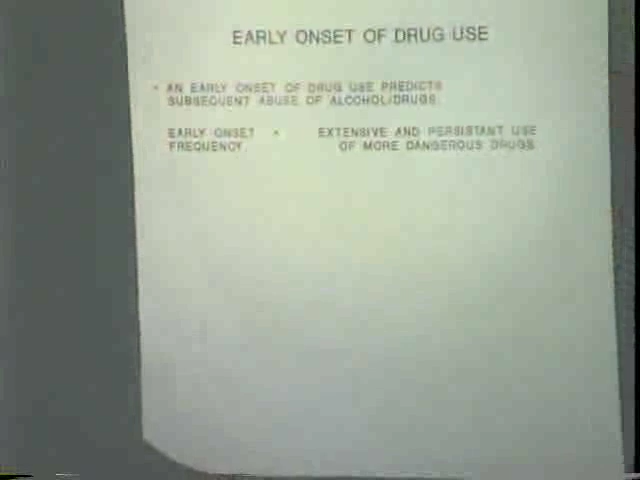 EARLY ONSET OF DRUG USE
• AN EARLY ONSET OF DRUG USE PREDICTS
SUBSEQUENT ABUSE OF ALCOHOL/DRUGS.
EARLY ONSET EXTENSIVE AND PERSISTANT USE
FREQUENCY OF MORE DANGEROUS DRUGS